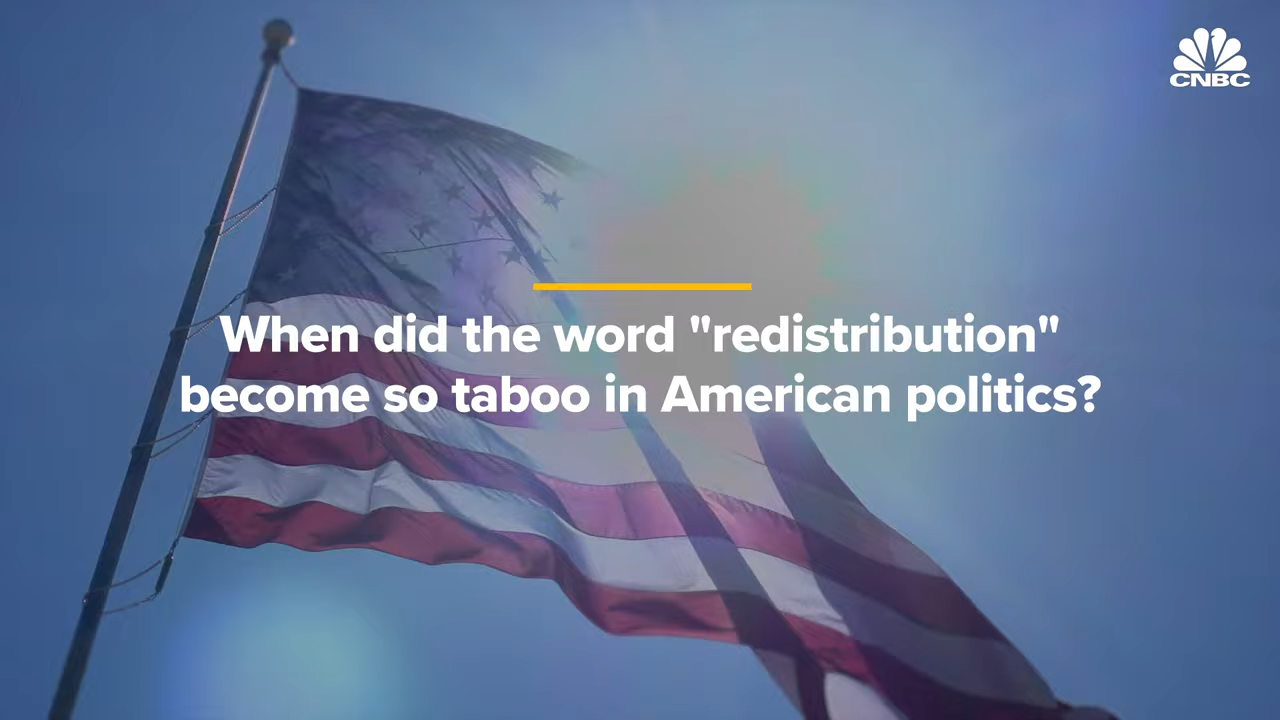 CNBC
When did the word "redistribution"
become so taboo in American politics?